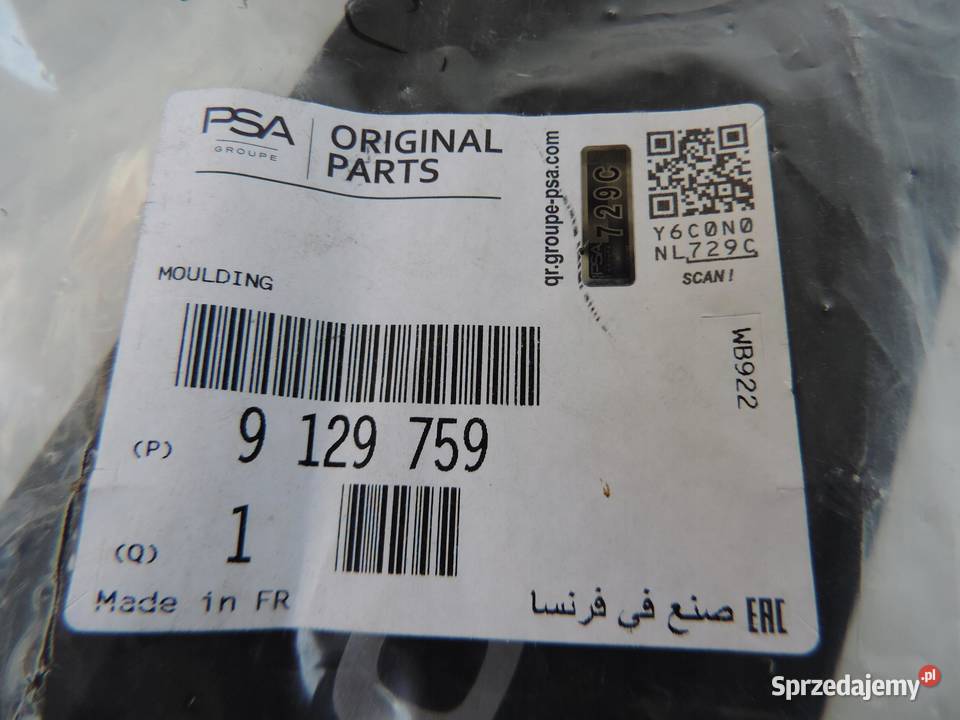 PSA
GROUPE
ORIGINAL
PARTS
qr.groupe-psa.com
PSA 729C
Y6C0N0
NL729C
SCAN!
MOULDING
WB922
(P) 9 129 759
(Q) 1
Made in FR
صنع في فرنسا
EAC
Sprzedajemy.pl